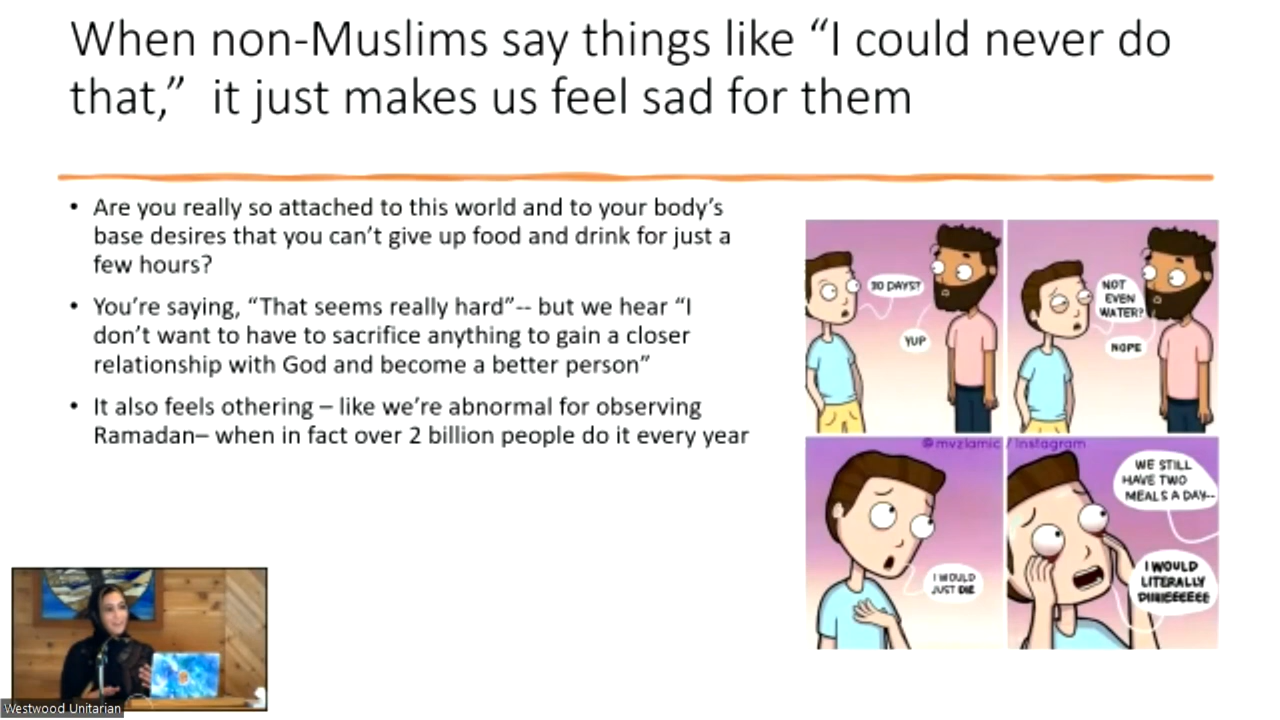 When non-Muslims say things like “I could never do
that,”  it just makes us feel sad for them
• Are you really so attached to this world and to your body’s
base desires that you can’t give up food and drink for just a
few hours?
• You’re saying, “That seems really hard”-- but we hear “I
don’t want to have to sacrifice anything to gain a closer
relationship with God and become a better person”
• It also feels othering – like we’re abnormal for observing
Ramadan– when in fact over 2 billion people do it every year
30 DAYS?
YUP
NOT
EVEN
WATER?
NOPE
@mvzlamic / Instagram
I WOULD
JUST DIE
WE STILL
HAVE TWO
MEALS A DAY--
I WOULD
LITERALLY
DIIIEEEEEE
Westwood Unitarian